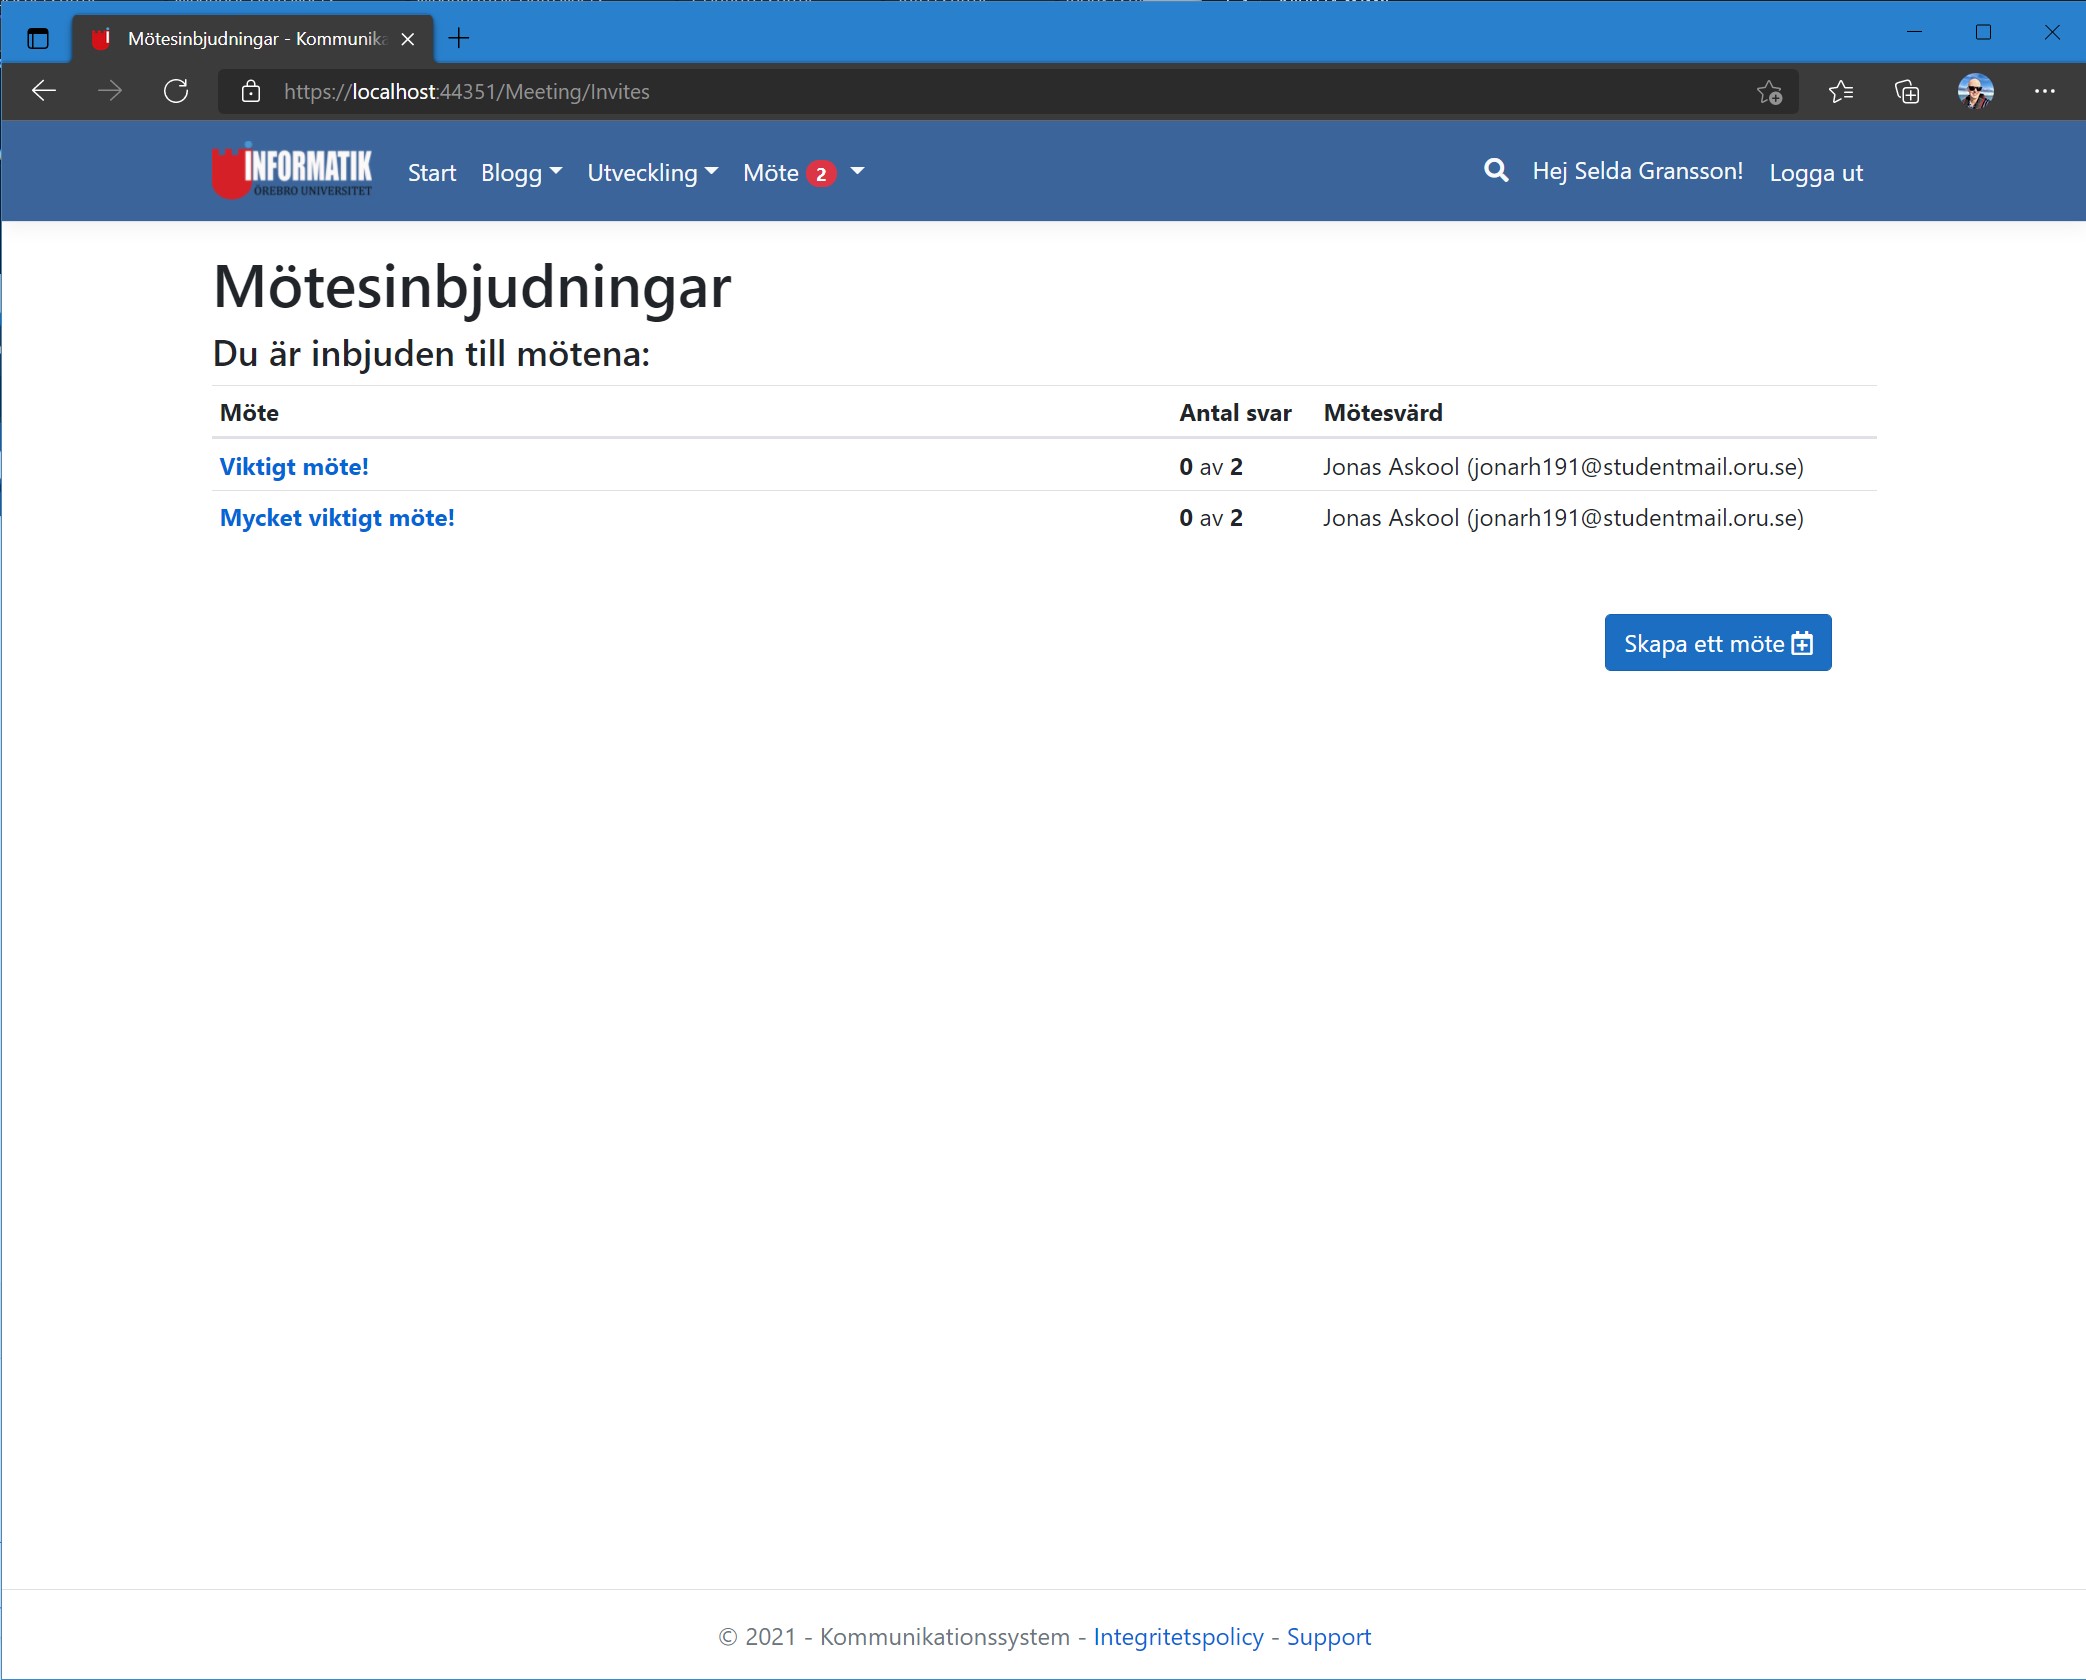 Mötesinbjudningar - Kommunika
https://localhost:44351/Meeting/Invites
INFORMATIK
ÖREBRO UNIVERSITET
Start Blogg Utveckling Möte 2 Hej Selda Gransson! Logga ut
Mötesinbjudningar
Du är inbjuden till mötena:
Möte Antal svar Mötesvärd
Viktigt möte! 0 av 2 Jonas Askool (jonarh191@studentmail.oru.se)
Mycket viktigt möte! 0 av 2 Jonas Askool (jonarh191@studentmail.oru.se)
Skapa ett möte
© 2021 - Kommunikationssystem - Integritetspolicy - Support